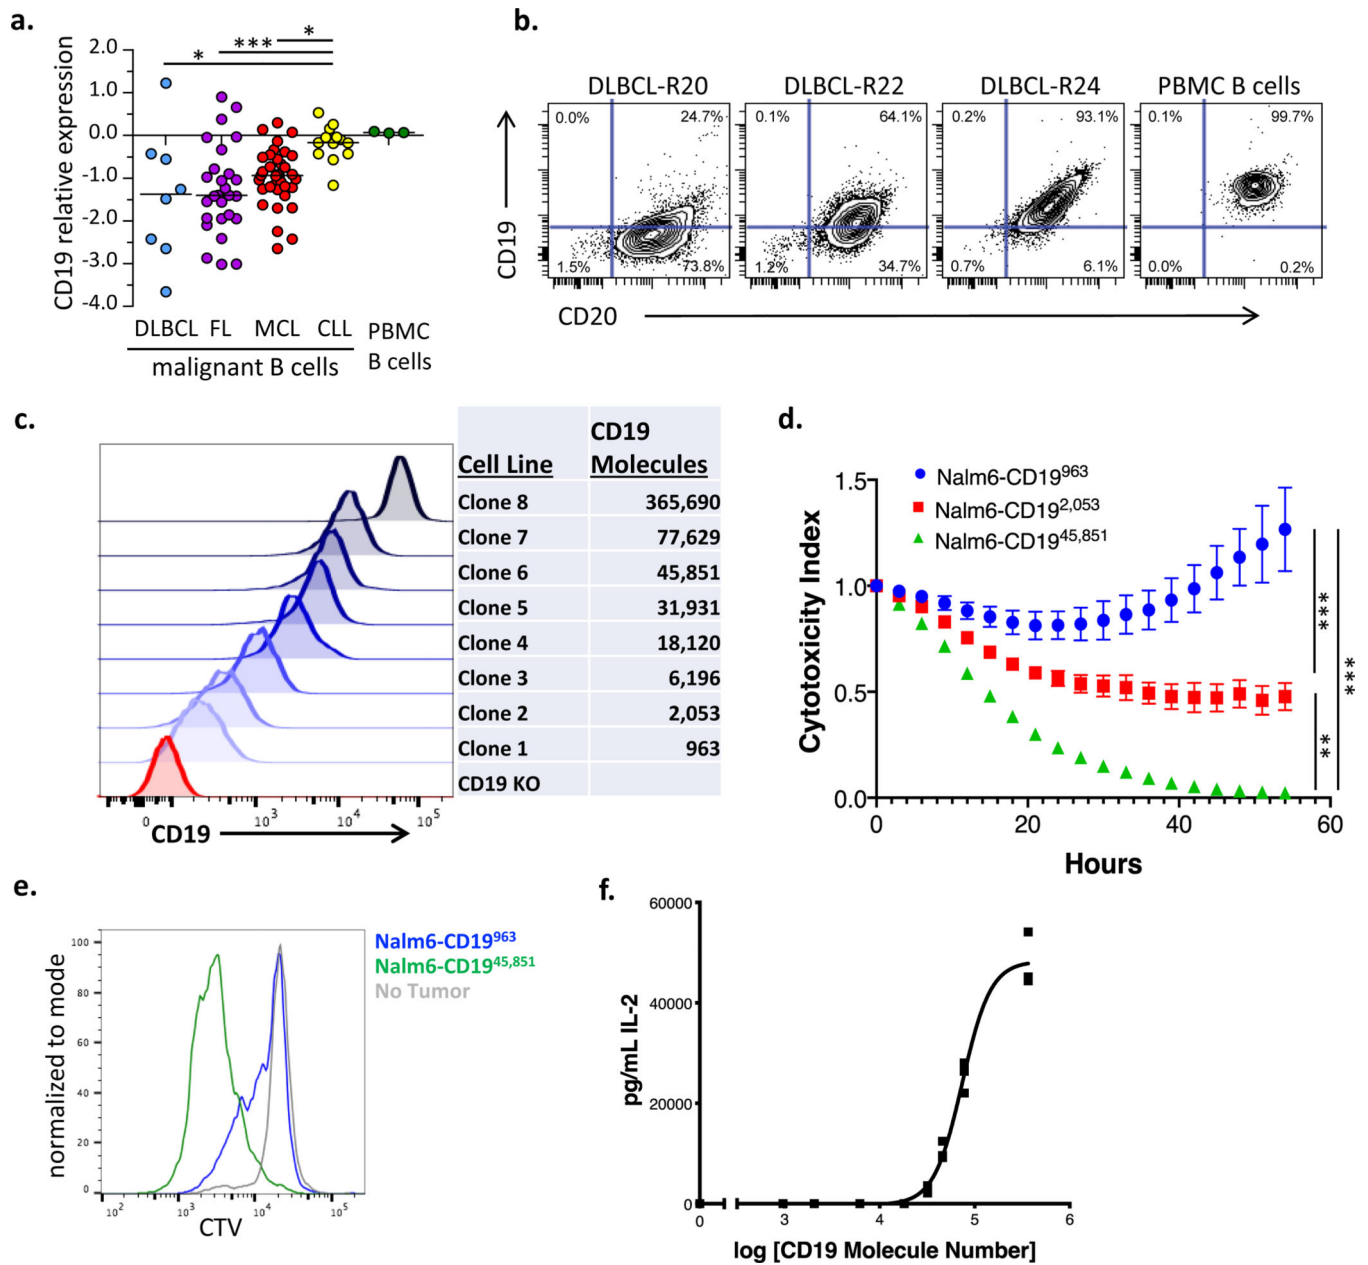 a.
* *** *
2.0
1.0
0.0
-1.0
-2.0
-3.0
-4.0
CD19 relative expression
DLBCL FL MCL CLL PBMC
B cells
malignant B cells
b.
DLBCL-R20 DLBCL-R22 DLBCL-R24 PBMC B cells
0.0% 24.7% 0.1% 64.1% 0.2% 93.1% 0.1% 99.7%
1.5% 73.8% 1.2% 34.7% 0.7% 6.1% 0.0% 0.2%
CD19
CD20
c.
CD19
Cell Line Molecules
Clone 8 365,690
Clone 7 77,629
Clone 6 45,851
Clone 5 31,931
Clone 4 18,120
Clone 3 6,196
Clone 2 2,053
Clone 1 963
CD19 KO
0 10³ 10⁴ 10⁵
CD19
d.
Nalm6-CD19⁹⁶³
Nalm6-CD19²,⁰⁵³
Nalm6-CD19⁴⁵,⁸⁵¹
1.5
1.0
0.5
0.0
Cytotoxicity Index
0 20 40 60
Hours
***
**
***
e.
Nalm6-CD19⁹⁶³
Nalm6-CD19⁴⁵,⁸⁵¹
No Tumor
100
80
60
40
20
0
normalized to mode
10² 10³ 10⁴ 10⁵
CTV
f.
60000
40000
20000
0
pg/mL IL-2
0 3 4 5 6
log [CD19 Molecule Number]